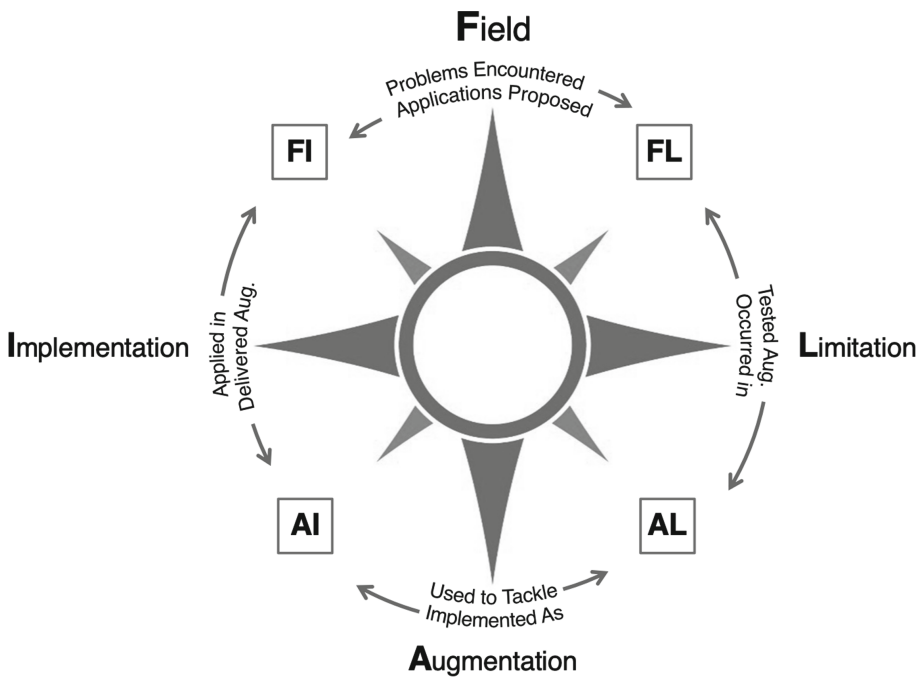 Field
Problems Encountered
Applications Proposed
FI
FL
Implementation
Applied in
Delivered Aug.
Tested Aug.
Occurred in
Limitation
AI
AL
Used to Tackle
Implemented As
Augmentation